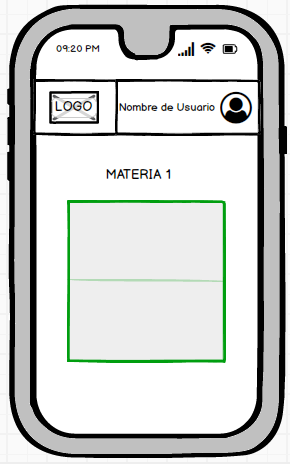 09:20 PM
LOGO
Nombre de Usuario
MATERIA 1